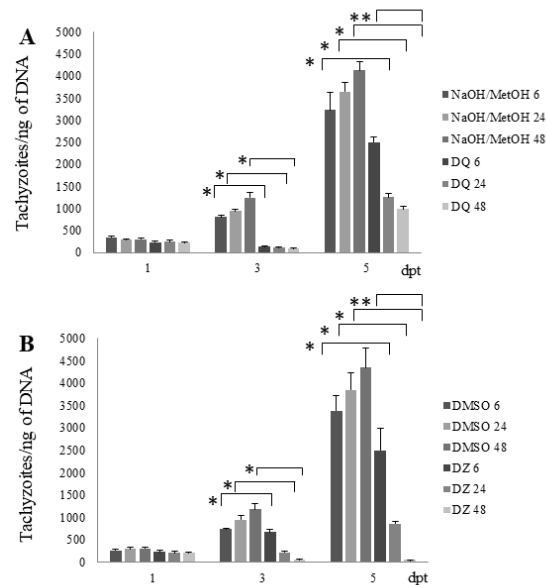 A
Tachyzoites/ng of DNA
5000
4500
4000
3500
3000
2500
2000
1500
1000
500
0
* * *
* * * **
1 3 5 dpt
NaOH/MetOH 6
NaOH/MetOH 24
NaOH/MetOH 48
DQ 6
DQ 24
DQ 48
B
Tachyzoites/ng of DNA
5000
4500
4000
3500
3000
2500
2000
1500
1000
500
0
* * *
* * * **
1 3 5 dpt
DMSO 6
DMSO 24
DMSO 48
DZ 6
DZ 24
DZ 48